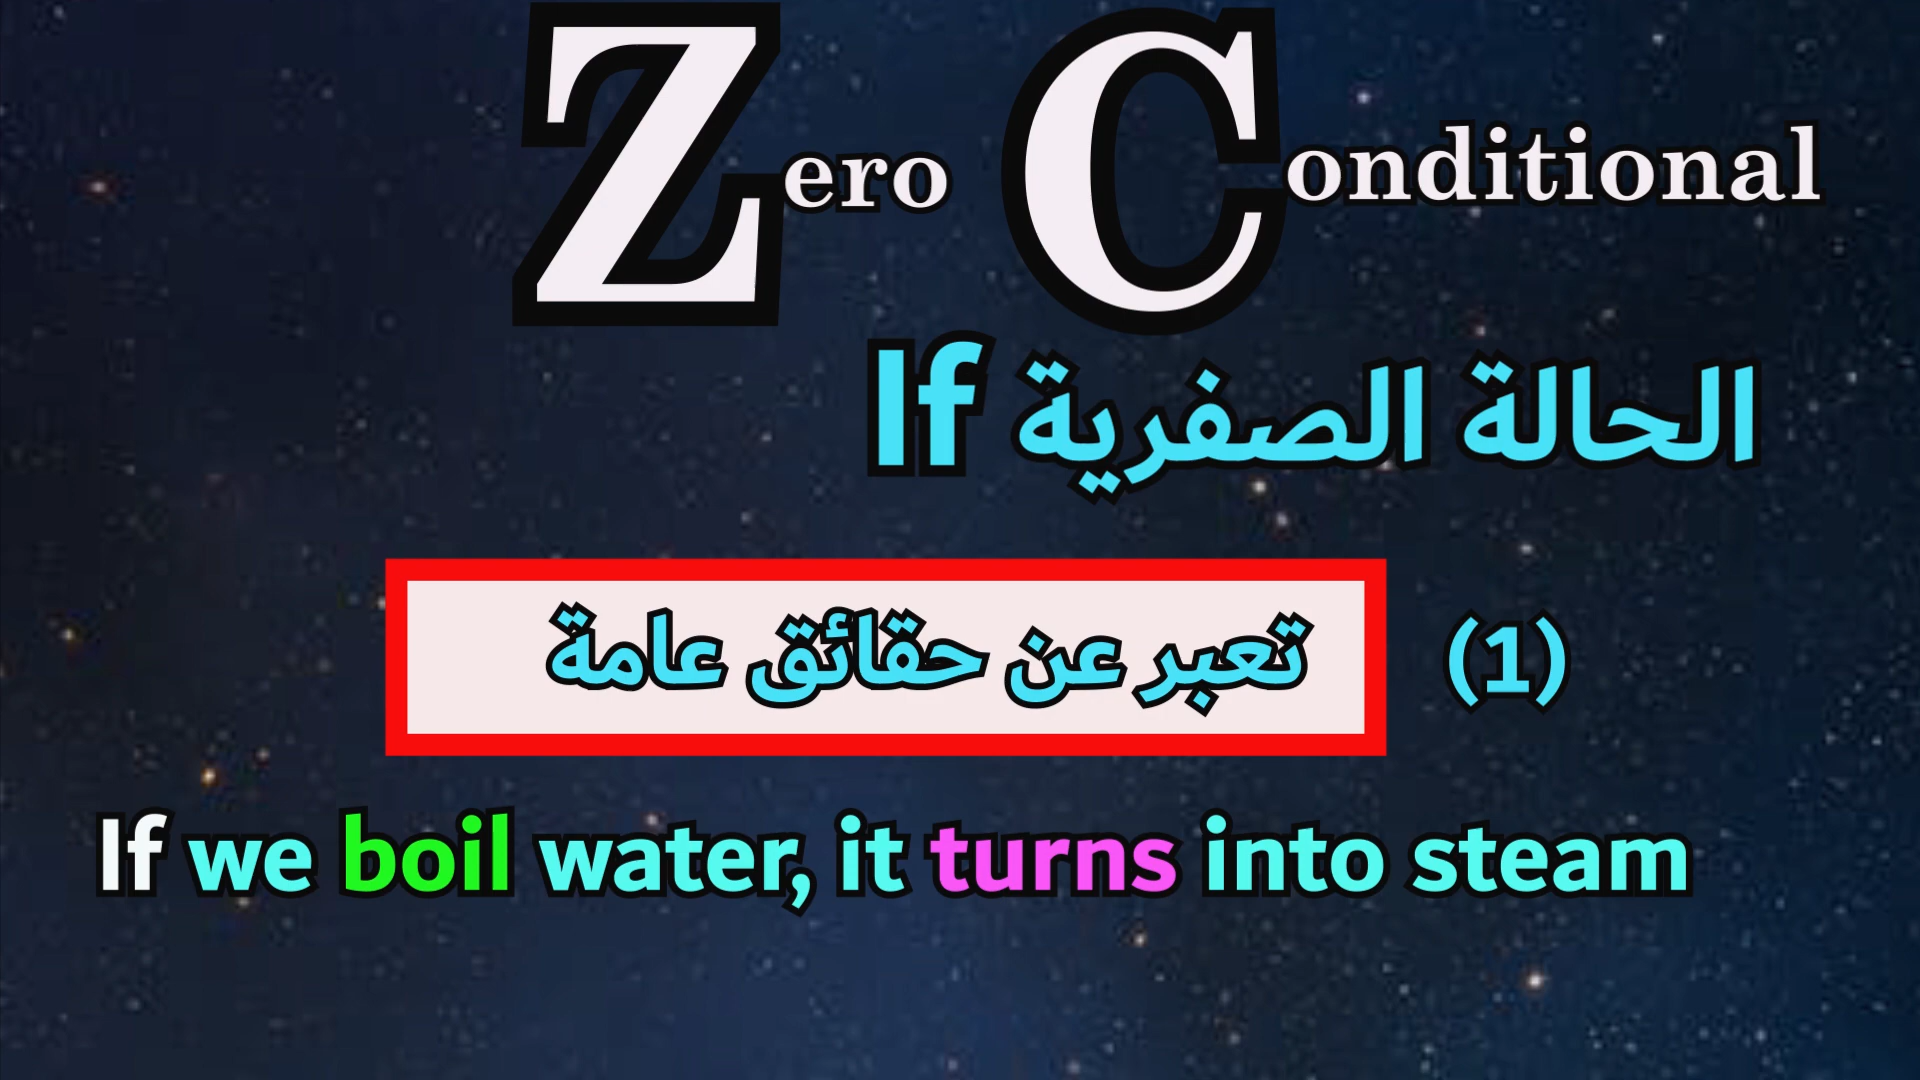 Zero Conditional
الحالة الصفرية If
(1) تعبر عن حقائق عامة
If we boil water, it turns into steam